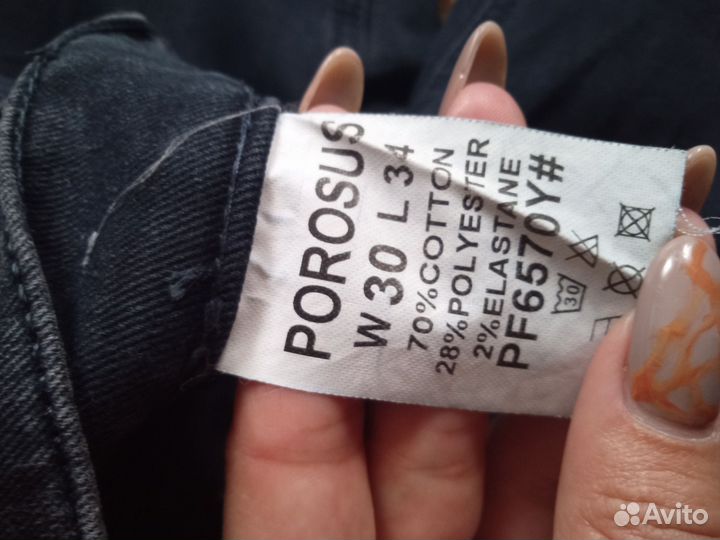 POROSUS
W 30 L 34
70%COTTON
28%POLYESTER
2%ELASTANE
PF6570Y#
30
Avito